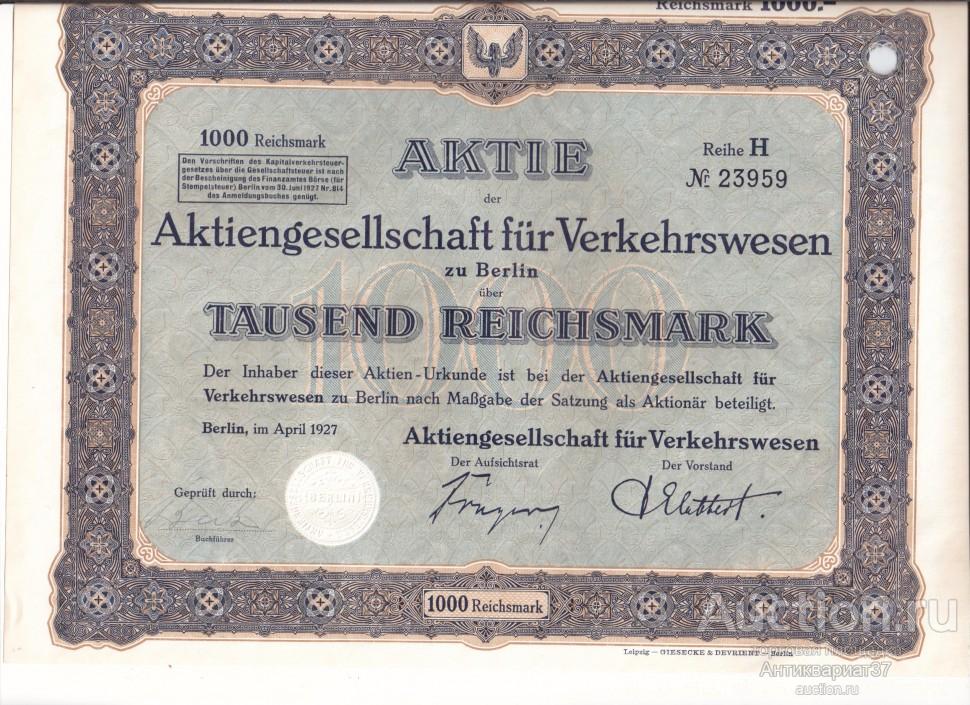 Reichsmark 1000.-
1000 Reichsmark
Den Vorschriften des Kapitalverkehrsteuer-
gesetzes über die Gesellschaftsteuer ist nach
der Bescheinigung des Finanzamtes Börse (für
Stempelsteuer) Berlin vom 30. Juni 1927 Nr. 814
des Anmeldungsbuches genügt.
AKTIE
Reihe H
№ 23959
der
Aktiengesellschaft für Verkehrswesen
zu Berlin
über
1000
TAUSEND REICHSMARK
Der Inhaber dieser Aktien-Urkunde ist bei der Aktiengesellschaft für
Verkehrswesen zu Berlin nach Maßgabe der Satzung als Aktionär beteiligt.
Berlin, im April 1927
Aktiengesellschaft für Verkehrswesen
Der Aufsichtsrat
Der Vorstand
Geprüft durch:
BERLIN
Buchführer
1000 Reichsmark
Leipzig — GIESECKE & DEVRIENT — Berlin
Auction.ru
торговая площадка
Антиквариат37
auction.ru